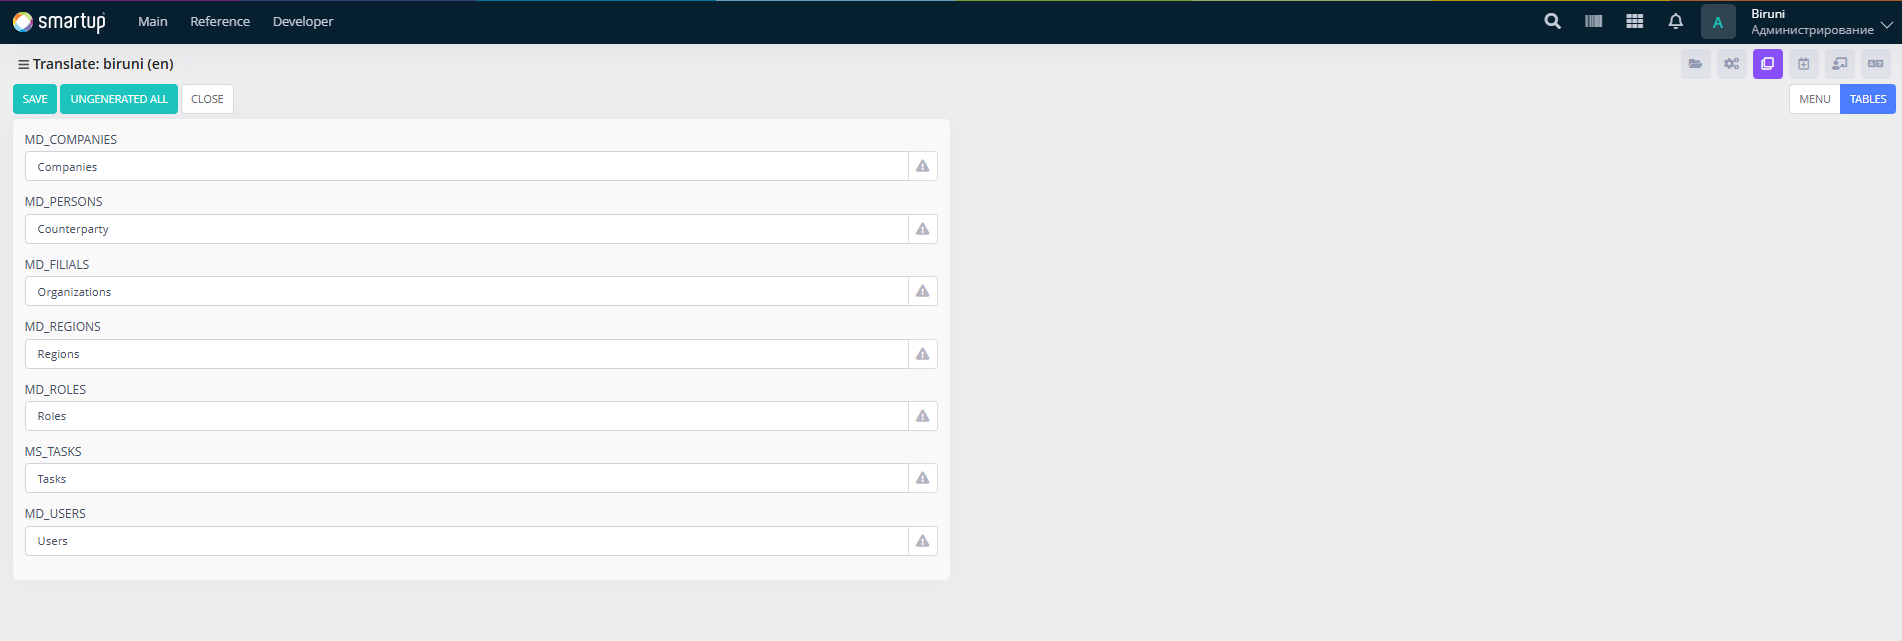 smartup Main Reference Developer
A
Biruni
Администрирование
Translate: biruni (en)
SAVE UNGENERATED ALL CLOSE
MENU TABLES
MD_COMPANIES
Companies
MD_PERSONS
Counterparty
MD_FILIALS
Organizations
MD_REGIONS
Regions
MD_ROLES
Roles
MS_TASKS
Tasks
MD_USERS
Users